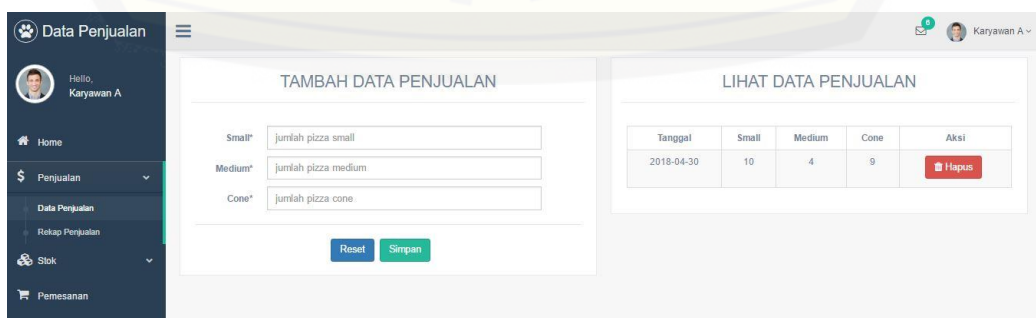 Data Penjualan
6
Karyawan A
Hello,
Karyawan A
Home
Penjualan
Data Penjualan
Rekap Penjualan
Stok
Pemesanan
TAMBAH DATA PENJUALAN
Small* jumlah pizza small
Medium* jumlah pizza medium
Cone* jumlah pizza cone
Reset Simpan
LIHAT DATA PENJUALAN
Tanggal Small Medium Cone Aksi
2018-04-30 10 4 9 Hapus